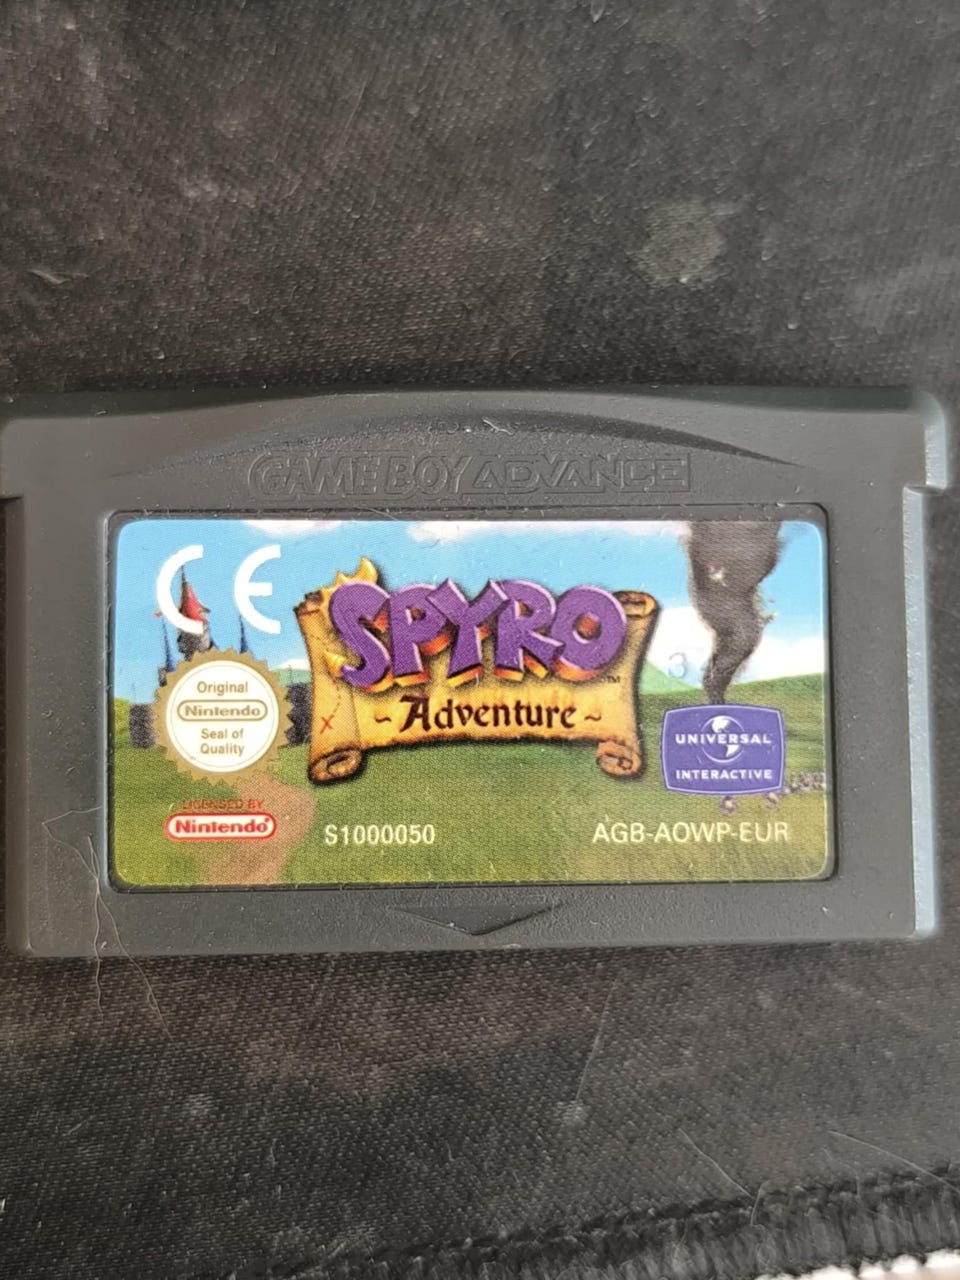 GAME BOY ADVANCE
CE
SPYRO
TM
~ Adventure ~
Original
Nintendo
Seal of
Quality
UNIVERSAL
INTERACTIVE
LICENSED BY
Nintendo
S1000050
AGB-AOWP-EUR